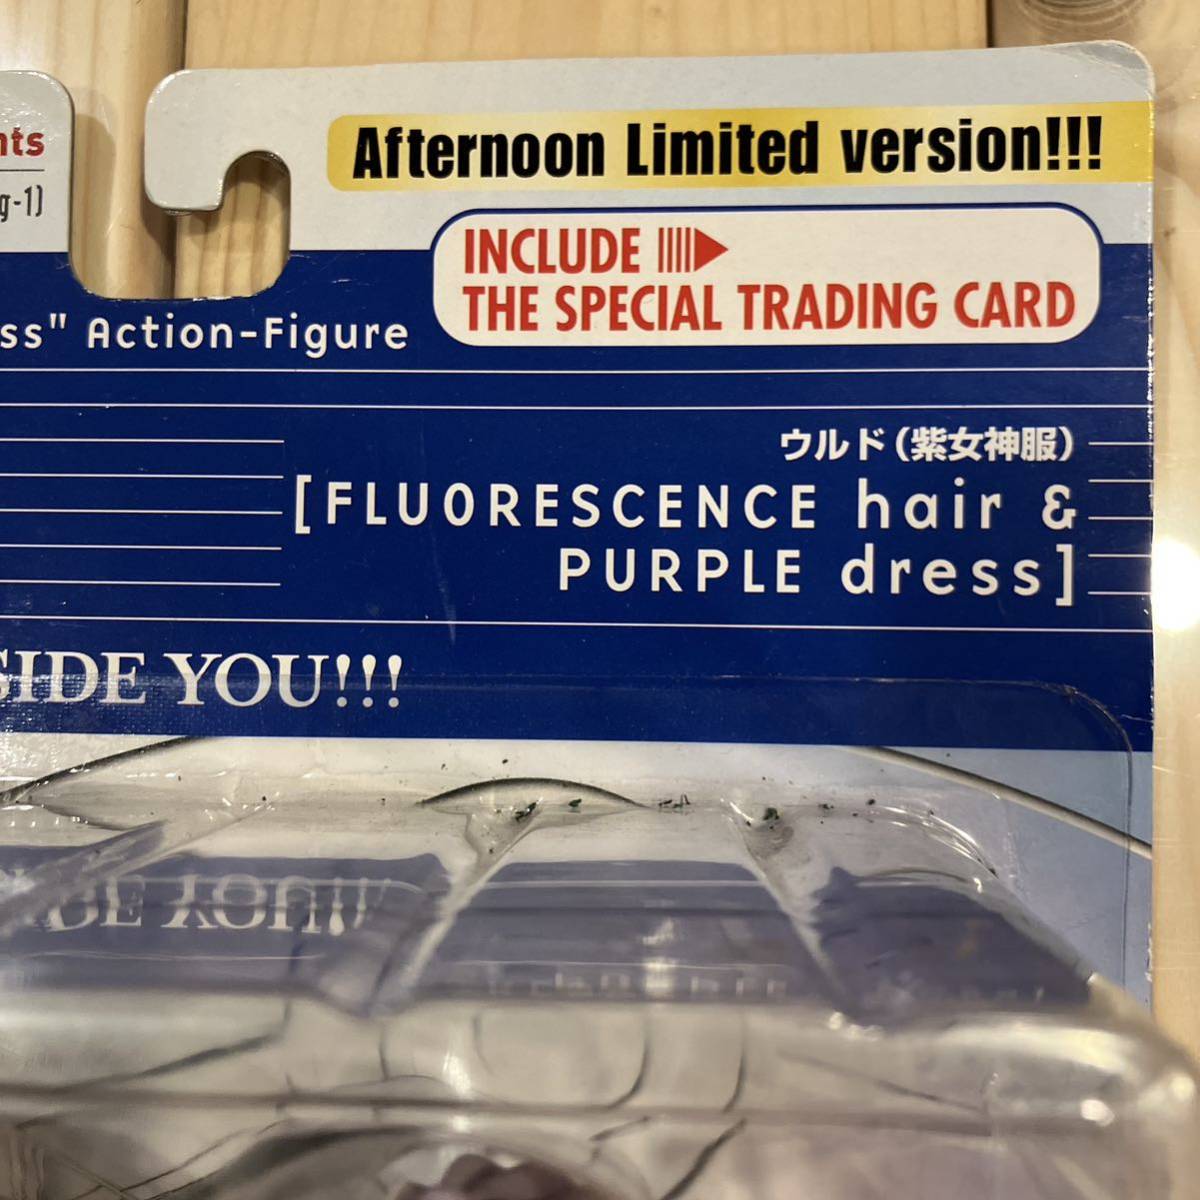 Afternoon Limited version!!!
nts
g-1)
INCLUDE
THE SPECIAL TRADING CARD
ss" Action-Figure
ウルド(紫女神服)
[FLUORESCENCE hair &
PURPLE dress]
SIDE YOU!!!